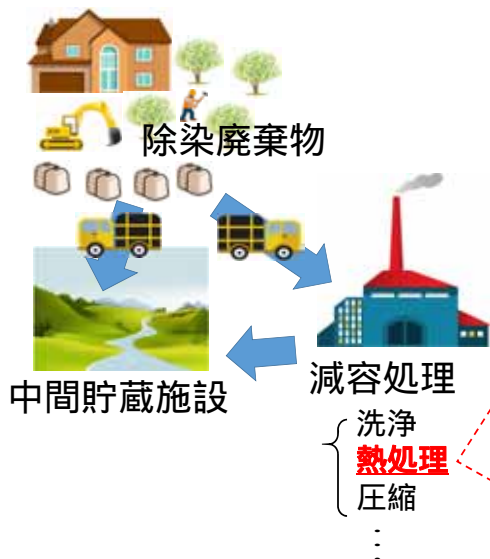 除染廃棄物
中間貯蔵施設
減容処理
洗浄
熱処理
圧縮
⋮